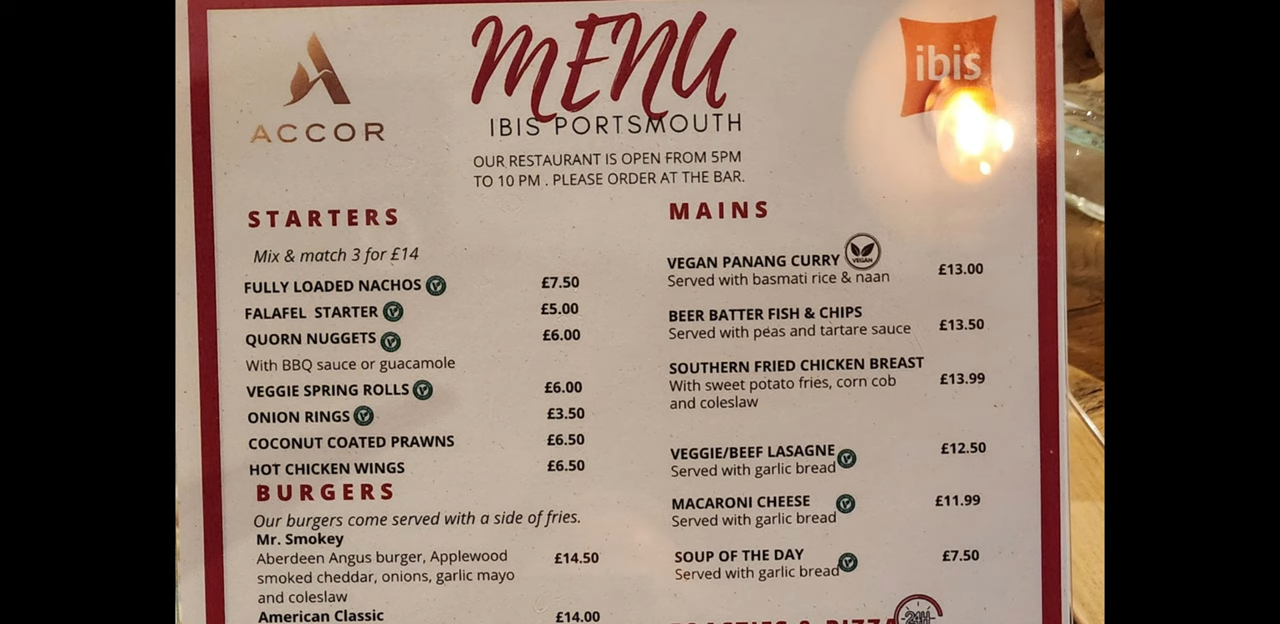 ACCOR
MENU
IBIS PORTSMOUTH
ibis
OUR RESTAURANT IS OPEN FROM 5PM
TO 10 PM . PLEASE ORDER AT THE BAR.
STARTERS
Mix & match 3 for £14
FULLY LOADED NACHOS V £7.50
FALAFEL STARTER V £5.00
QUORN NUGGETS V £6.00
With BBQ sauce or guacamole
VEGGIE SPRING ROLLS V £6.00
ONION RINGS V £3.50
COCONUT COATED PRAWNS £6.50
HOT CHICKEN WINGS £6.50
BURGERS
Our burgers come served with a side of fries.
Mr. Smokey
Aberdeen Angus burger, Applewood £14.50
smoked cheddar, onions, garlic mayo
and coleslaw
American Classic £14.00
MAINS
VEGAN PANANG CURRY VEGAN £13.00
Served with basmati rice & naan
BEER BATTER FISH & CHIPS
Served with peas and tartare sauce £13.50
SOUTHERN FRIED CHICKEN BREAST
With sweet potato fries, corn cob £13.99
and coleslaw
VEGGIE/BEEF LASAGNE V £12.50
Served with garlic bread
MACARONI CHEESE V £11.99
Served with garlic bread
SOUP OF THE DAY V £7.50
Served with garlic bread
& PIZZA 24H